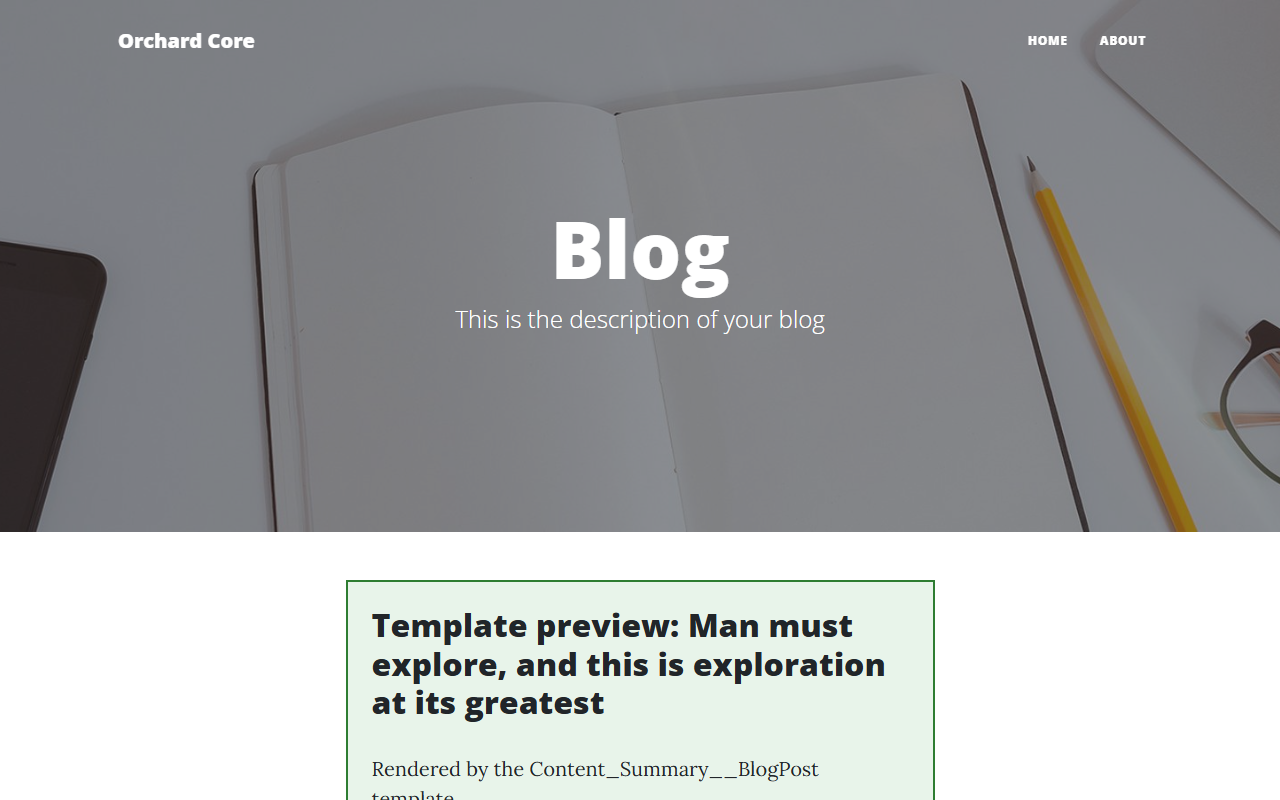 Orchard Core
HOME ABOUT
Blog
This is the description of your blog
Template preview: Man must
explore, and this is exploration
at its greatest
Rendered by the Content_Summary__BlogPost
template